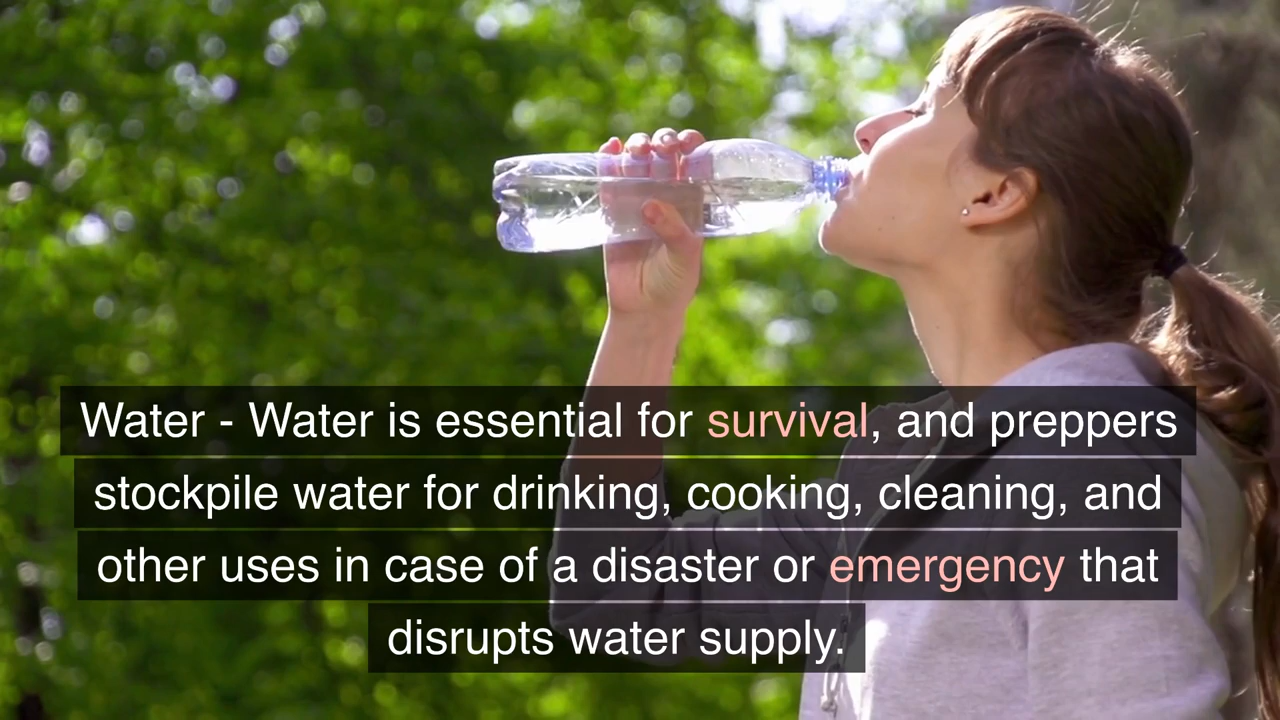 Water - Water is essential for survival, and preppers
stockpile water for drinking, cooking, cleaning, and
other uses in case of a disaster or emergency that
disrupts water supply.